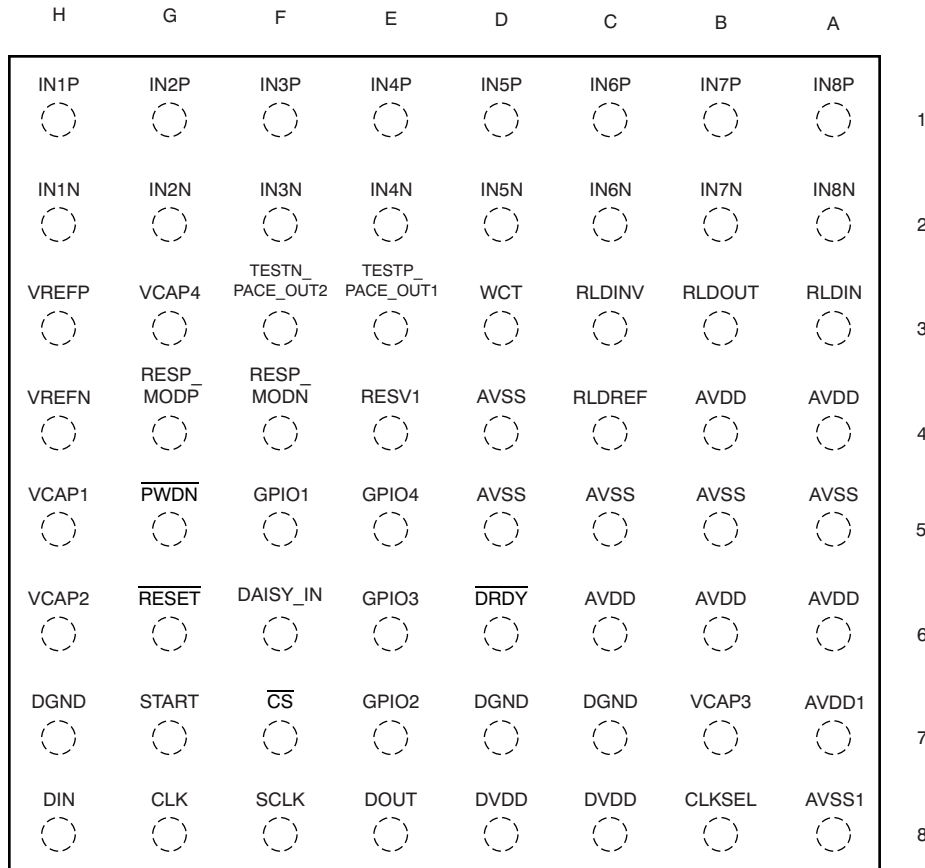 H G F E D C B A
IN1P IN2P IN3P IN4P IN5P IN6P IN7P IN8P
1
IN1N IN2N IN3N IN4N IN5N IN6N IN7N IN8N
2
TESTN_ TESTP_
VREFP VCAP4 PACE_OUT2 PACE_OUT1 WCT RLDINV RLDOUT RLDIN
3
RESP_ RESP_
VREFN MODP MODN RESV1 AVSS RLDREF AVDD AVDD
4
VCAP1 PWDN GPIO1 GPIO4 AVSS AVSS AVSS AVSS
5
VCAP2 RESET DAISY_IN GPIO3 DRDY AVDD AVDD AVDD
6
DGND START CS GPIO2 DGND DGND VCAP3 AVDD1
7
DIN CLK SCLK DOUT DVDD DVDD CLKSEL AVSS1
8